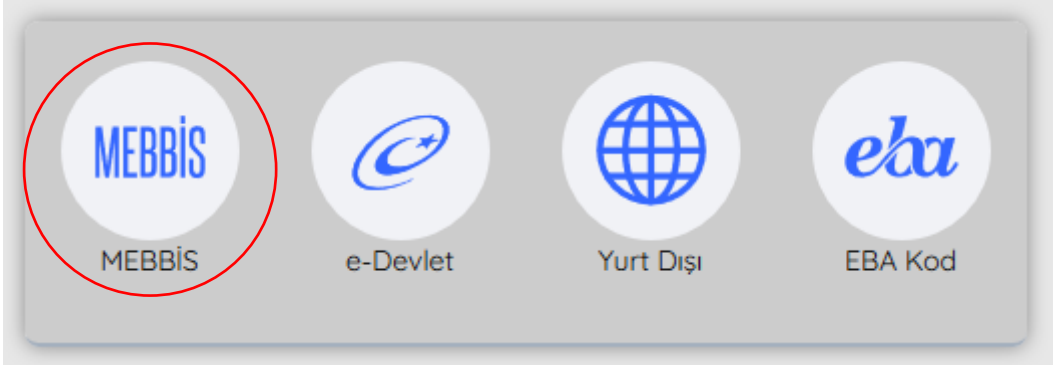 MEBBİS
eba
MEBBİS
e-Devlet
Yurt Dışı
EBA Kod